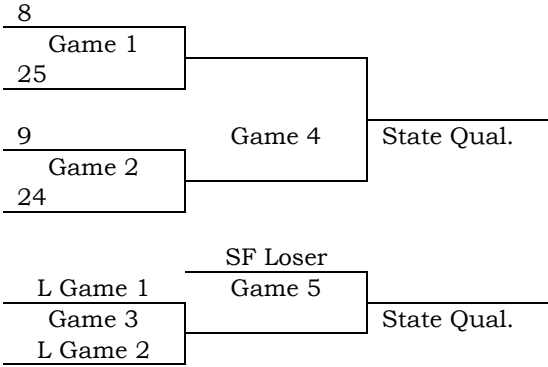 8
Game 1
25
9
Game 4
State Qual.
Game 2
24
SF Loser
L Game 1
Game 5
Game 3
State Qual.
L Game 2